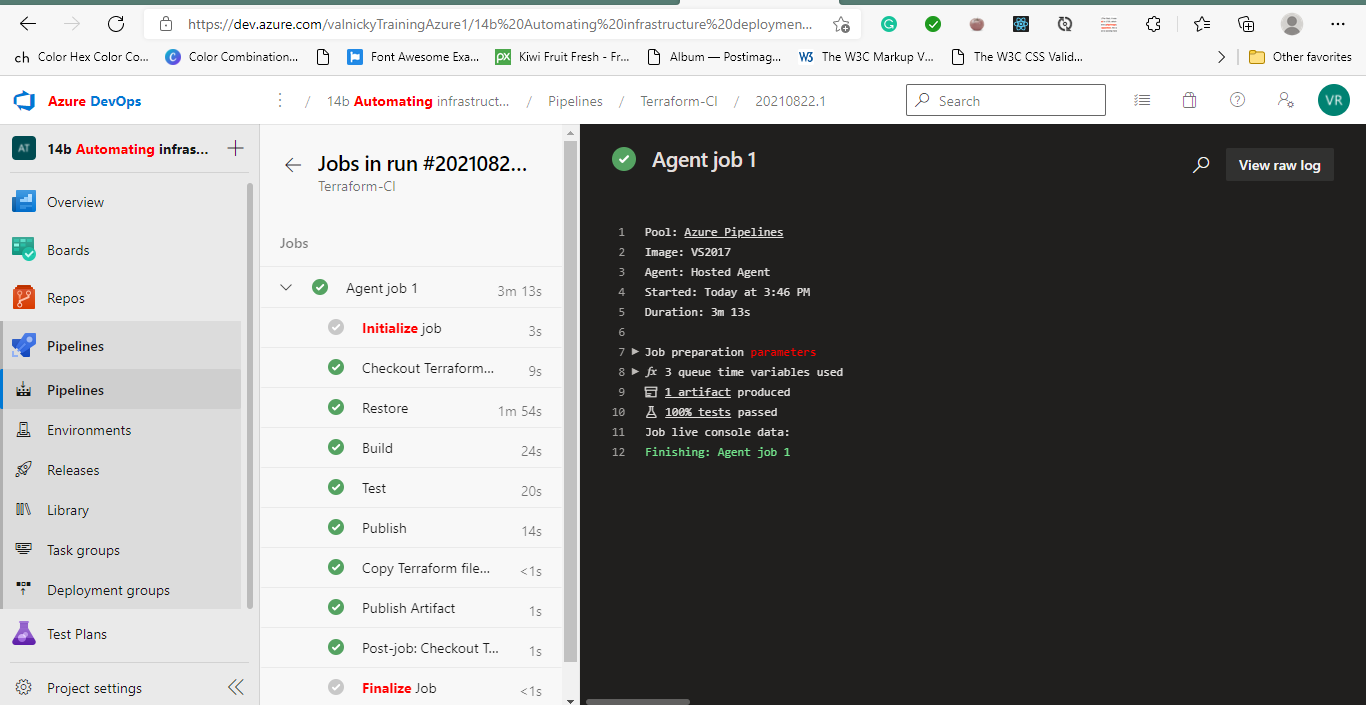 https://dev.azure.com/valnickyTrainingAzure1/14b%20Automating%20infrastructure%20deploymen...
ch Color Hex Color Co...
C Color Combination...
Font Awesome Exa...
px Kiwi Fruit Fresh - Fr...
Album — Postimag...
W3 The W3C Markup V...
The W3C CSS Valid...
Other favorites
Azure DevOps
/ 14b Automating infrastruct... / Pipelines / Terraform-CI / 20210822.1
Search
VR
AT 14b Automating infras...
Overview
Boards
Repos
Pipelines
Pipelines
Environments
Releases
Library
Task groups
Deployment groups
Test Plans
Project settings
Jobs in run #2021082...
Terraform-CI
Jobs
Agent job 1 3m 13s
Initialize job 3s
Checkout Terraform... 9s
Restore 1m 54s
Build 24s
Test 20s
Publish 14s
Copy Terraform file... <1s
Publish Artifact 1s
Post-job: Checkout T... 1s
Finalize Job <1s
Agent job 1
View raw log
1 Pool: Azure Pipelines
2 Image: VS2017
3 Agent: Hosted Agent
4 Started: Today at 3:46 PM
5 Duration: 3m 13s
6
7 Job preparation parameters
8 fx 3 queue time variables used
9 1 artifact produced
10 100% tests passed
11 Job live console data:
12 Finishing: Agent job 1